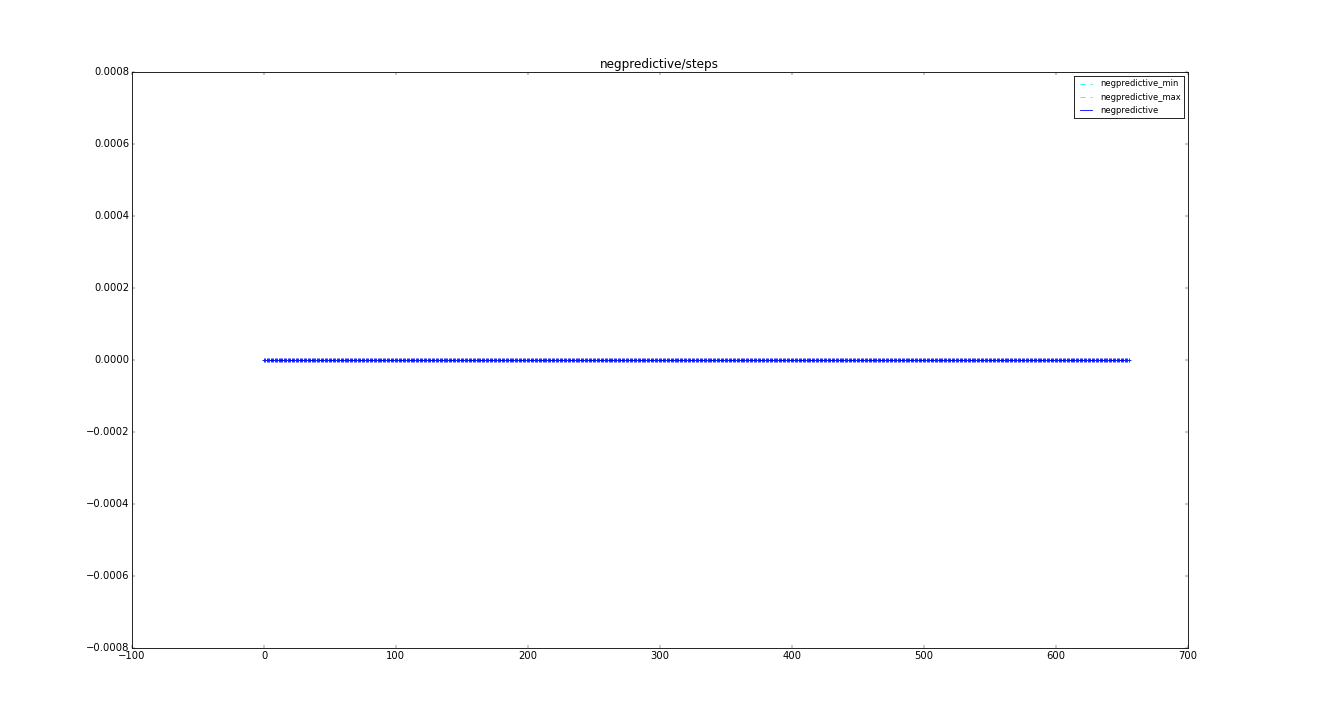 negpredictive/steps
0.0008
negpredictive_min
negpredictive_max
negpredictive
0.0006
0.0004
0.0002
0.0000
−0.0002
−0.0004
−0.0006
−0.0008
−100 0 100 200 300 400 500 600 700